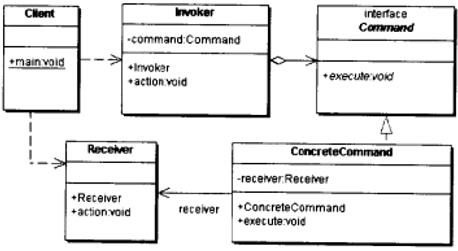 Client
+main:void
Invoker
-command:Command
+Invoker
+action:void
interface
Command
+execute:void
Receiver
+Receiver
+action:void
receiver
ConcreteCommand
-receiver:Receiver
+ConcreteCommand
+execute:void